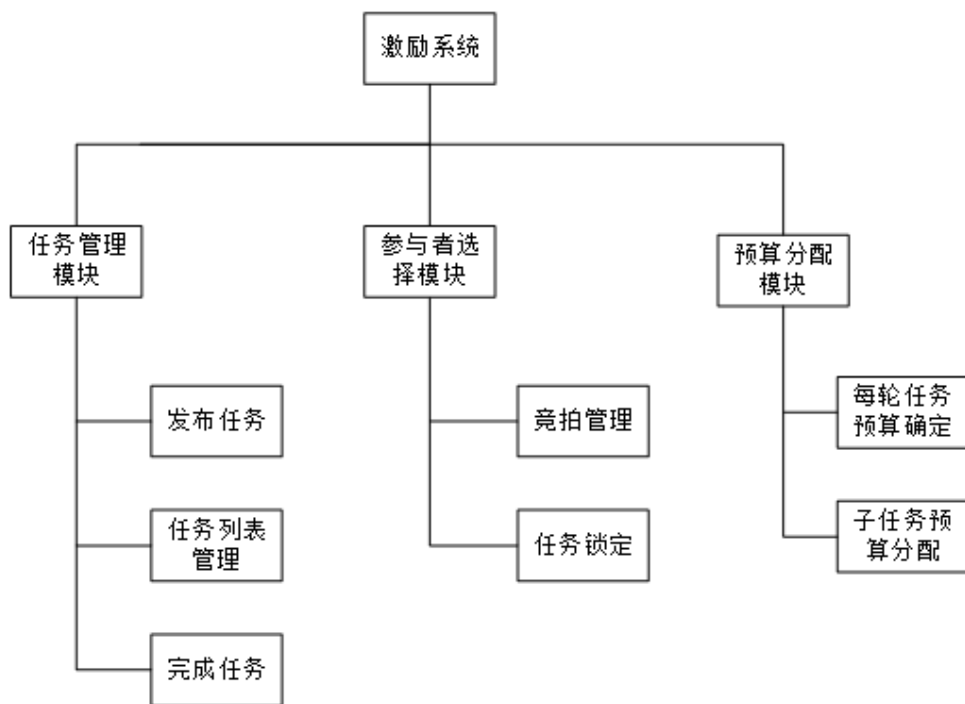 激励系统
任务管理
模块
参与者选
择模块
预算分配
模块
发布任务
竞拍管理
每轮任务
预算确定
任务列表
管理
任务锁定
子任务预
算分配
完成任务